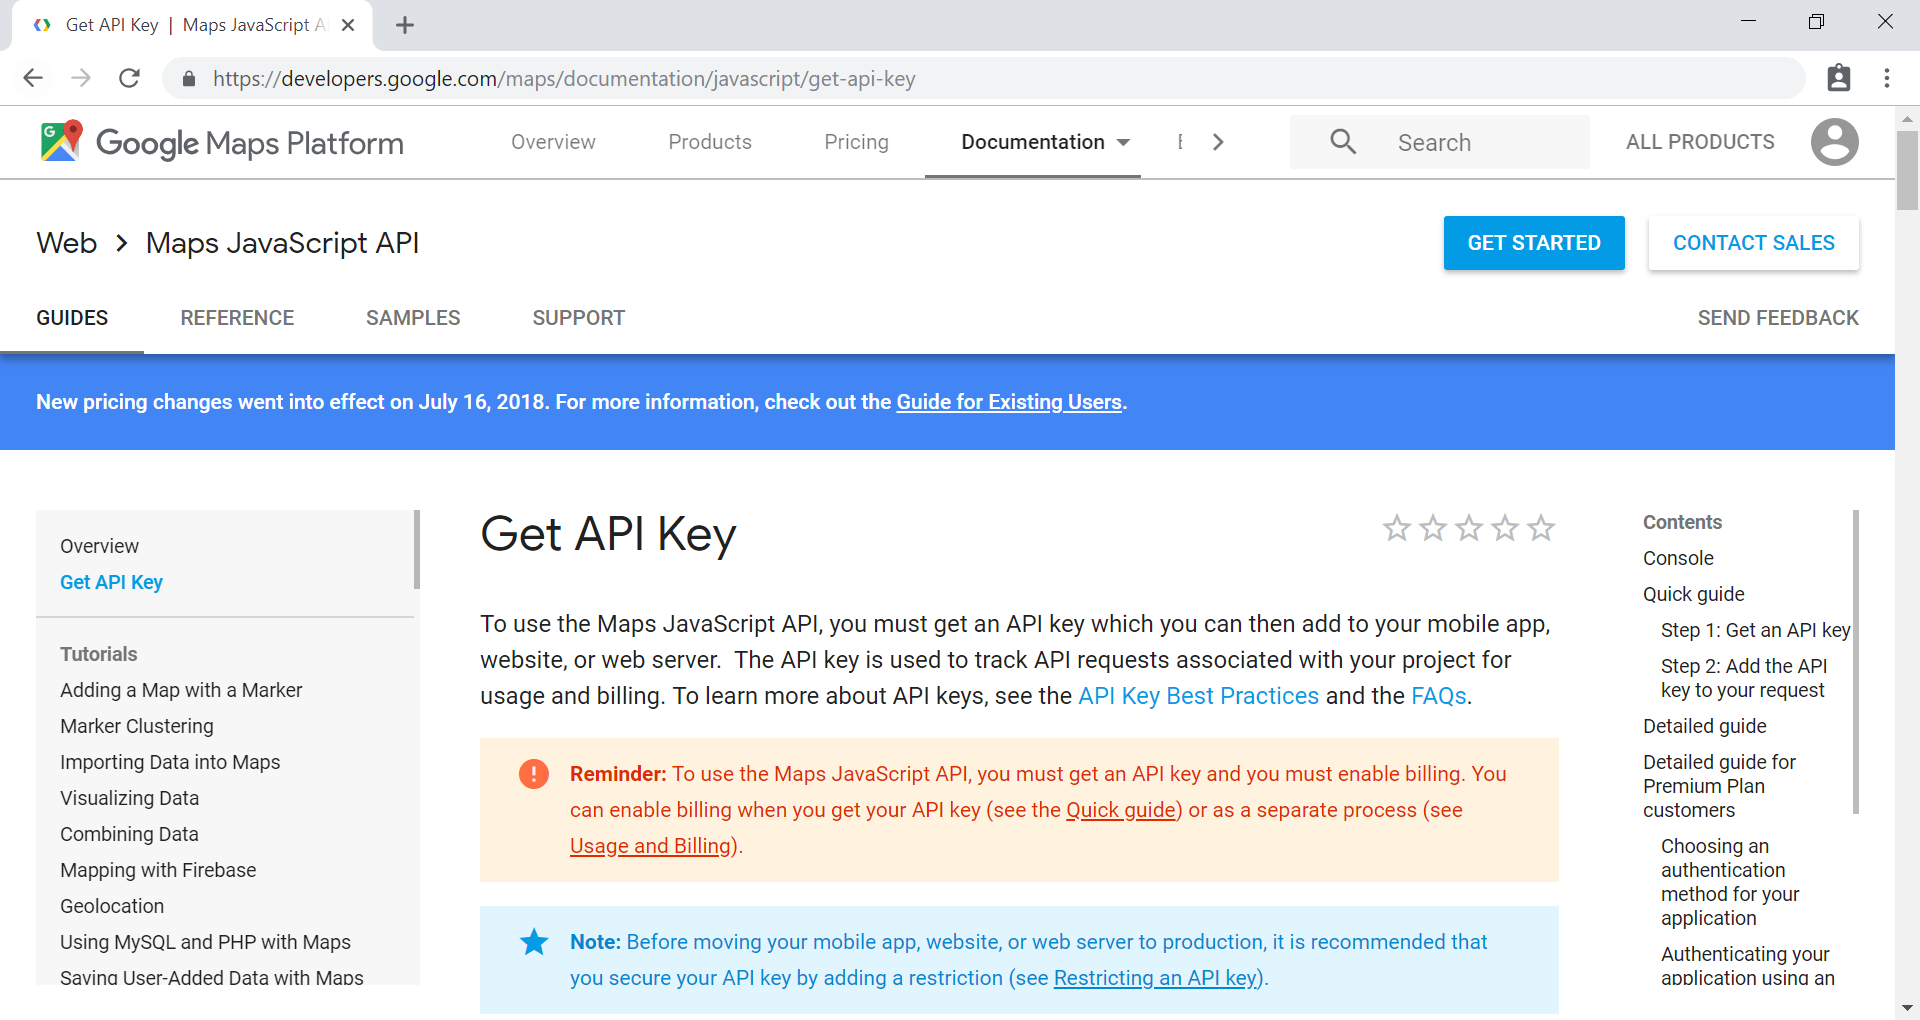 Get API Key | Maps JavaScript A
https://developers.google.com/maps/documentation/javascript/get-api-key
Google Maps Platform
Overview
Products
Pricing
Documentation
Search
ALL PRODUCTS
Web > Maps JavaScript API
GET STARTED
CONTACT SALES
GUIDES
REFERENCE
SAMPLES
SUPPORT
SEND FEEDBACK
New pricing changes went into effect on July 16, 2018. For more information, check out the Guide for Existing Users.
Overview
Get API Key
Tutorials
Adding a Map with a Marker
Marker Clustering
Importing Data into Maps
Visualizing Data
Combining Data
Mapping with Firebase
Geolocation
Using MySQL and PHP with Maps
Saving User-Added Data with Maps
Get API Key
To use the Maps JavaScript API, you must get an API key which you can then add to your mobile app,
website, or web server.  The API key is used to track API requests associated with your project for
usage and billing. To learn more about API keys, see the API Key Best Practices and the FAQs.
Reminder: To use the Maps JavaScript API, you must get an API key and you must enable billing. You
can enable billing when you get your API key (see the Quick guide) or as a separate process (see
Usage and Billing).
Note: Before moving your mobile app, website, or web server to production, it is recommended that
you secure your API key by adding a restriction (see Restricting an API key).
Contents
Console
Quick guide
Step 1: Get an API key
Step 2: Add the API
key to your request
Detailed guide
Detailed guide for
Premium Plan
customers
Choosing an
authentication
method for your
application
Authenticating your
application using an